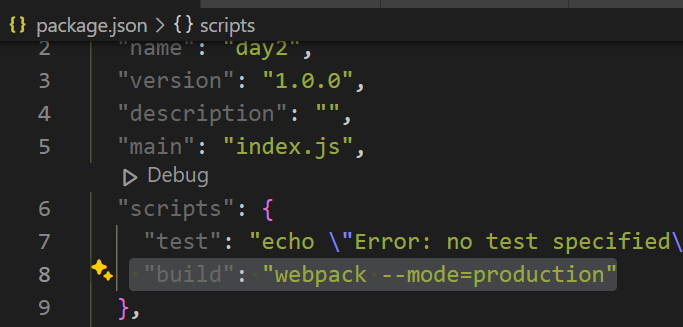 {} package.json > {} scripts
2 "name": "day2",
3 "version": "1.0.0",
4 "description": "",
5 "main": "index.js",
Debug
6 "scripts": {
7 "test": "echo \"Error: no test specified\
8 "build": "webpack --mode=production"
9 },